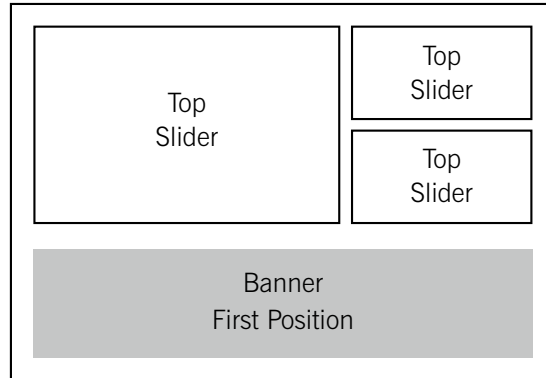 Top
Slider
Top
Slider
Top
Slider
Banner
First Position